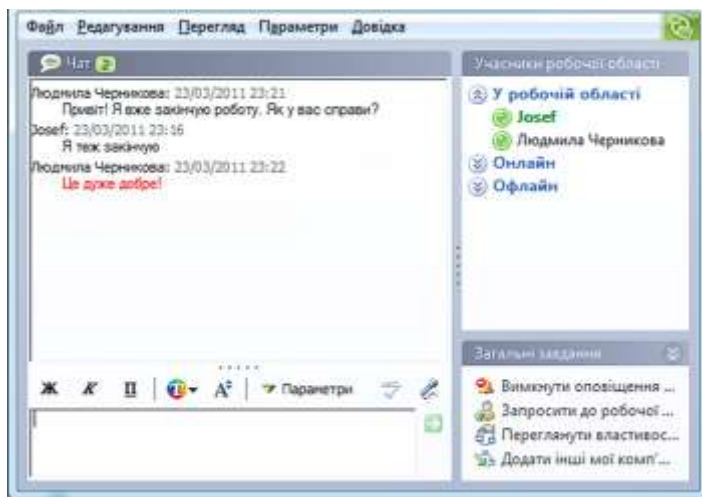 Файл Редагування Перегляд Параметри Довідка
Чат 2
Людмила Черникова: 23/03/2011 23:21
Привіт! Я вже закінчую роботу. Як у вас справи?
Josef: 23/03/2011 23:16
Я теж закінчую
Людмила Черникова: 23/03/2011 23:22
Це дуже добре!
Ж К П Параметри
Учасники робочої області
У робочій області
Josef
Людмила Черникова
Онлайн
Офлайн
Загальні завдання
Вимкнути оповіщення ...
Запросити до робочої ...
Переглянути властивос...
Додати інші мої комп'...